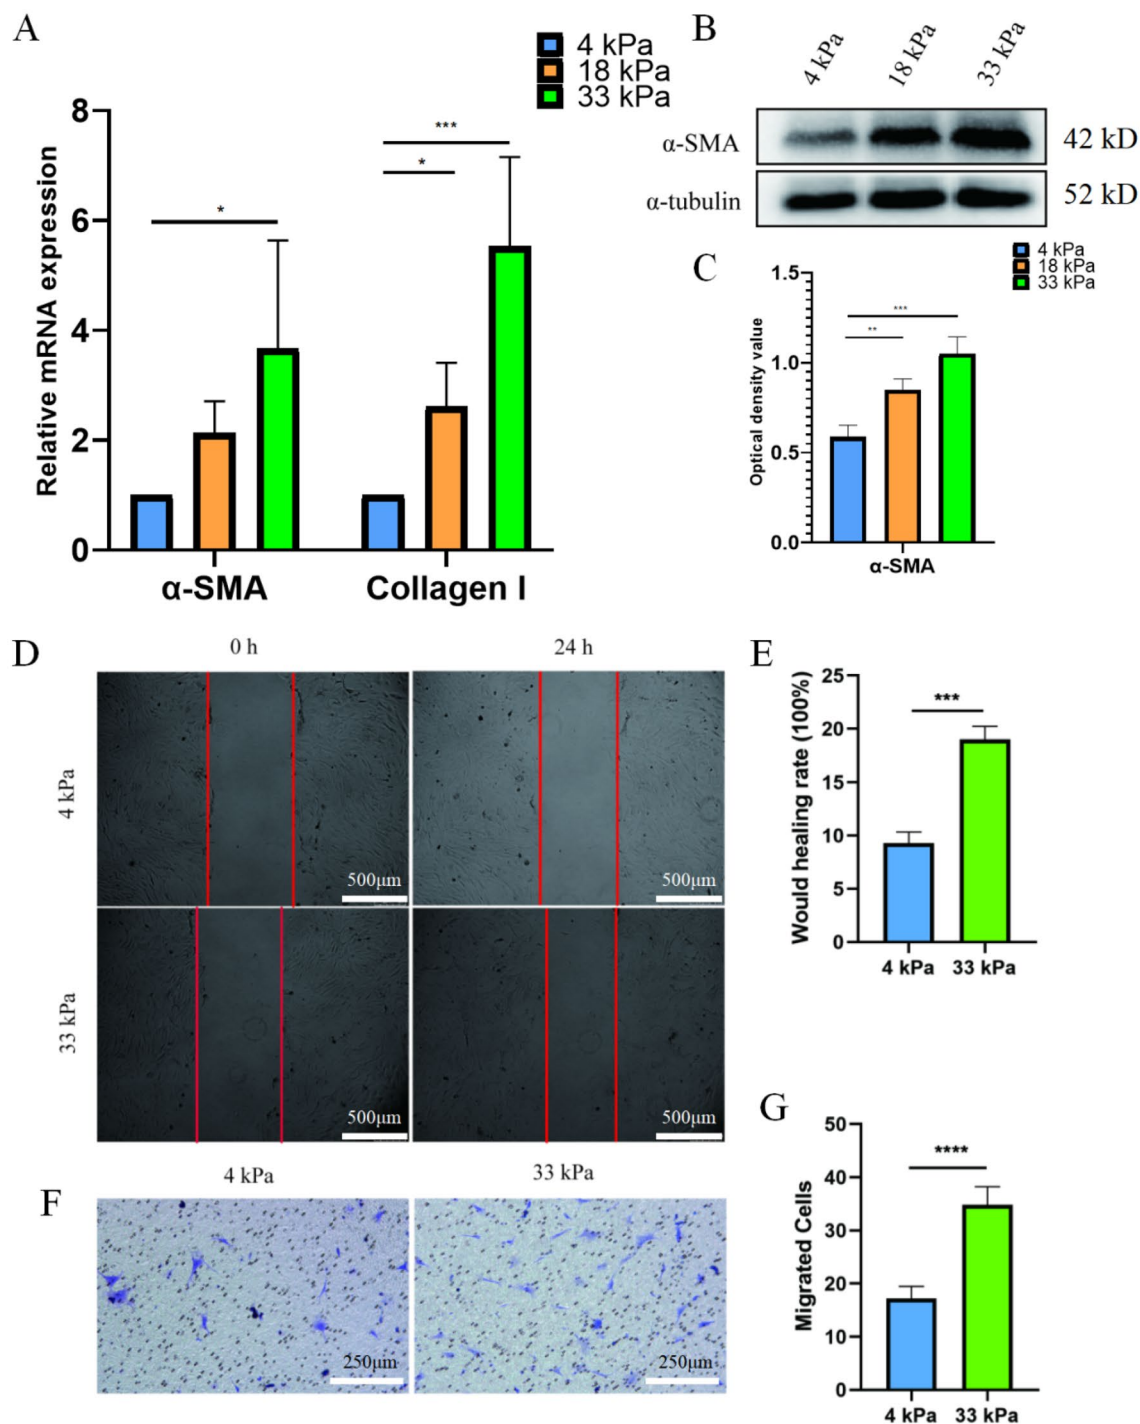 A
4 kPa
18 kPa
33 kPa
Relative mRNA expression
8
6
4
2
0
*
*
***
α-SMA
Collagen I
B
4 kPa
18 kPa
33 kPa
α-SMA
42 kD
α-tubulin
52 kD
C
4 kPa
18 kPa
33 kPa
Optical density value
1.5
1.0
0.5
0.0
***
**
α-SMA
D
0 h
24 h
4 kPa
500μm
500μm
33 kPa
500μm
500μm
E
Would healing rate (100%)
25
20
15
10
5
0
***
4 kPa
33 kPa
F
4 kPa
33 kPa
250μm
250μm
G
Migrated Cells
50
40
30
20
10
0
****
4 kPa
33 kPa